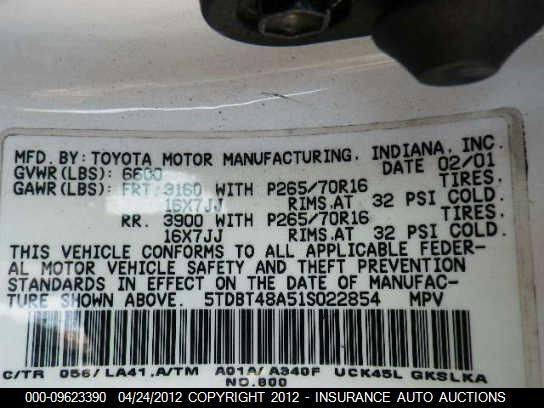 MFD. BY: TOYOTA MOTOR MANUFACTURING, INDIANA, INC.
GVWR(LBS): 6600 DATE 02/01
GAWR(LBS): FRT. 3160 WITH P265/70R16 TIRES,
16X7JJ RIMS,AT 32 PSI COLD.
RR. 3900 WITH P265/70R16 TIRES,
16X7JJ RIMS,AT 32 PSI COLD.
THIS VEHICLE CONFORMS TO ALL APPLICABLE FEDER-
AL MOTOR VEHICLE SAFETY AND THEFT PREVENTION
STANDARDS IN EFFECT ON THE DATE OF MANUFAC-
TURE SHOWN ABOVE. 5TDBT48A51S022854 MPV
C/TR 056/LA41,A/TM A01A/A340F UCK45L GKSLKA
NO.800
000-09623390 04/24/2012 COPYRIGHT 2012 - INSURANCE AUTO AUCTIONS